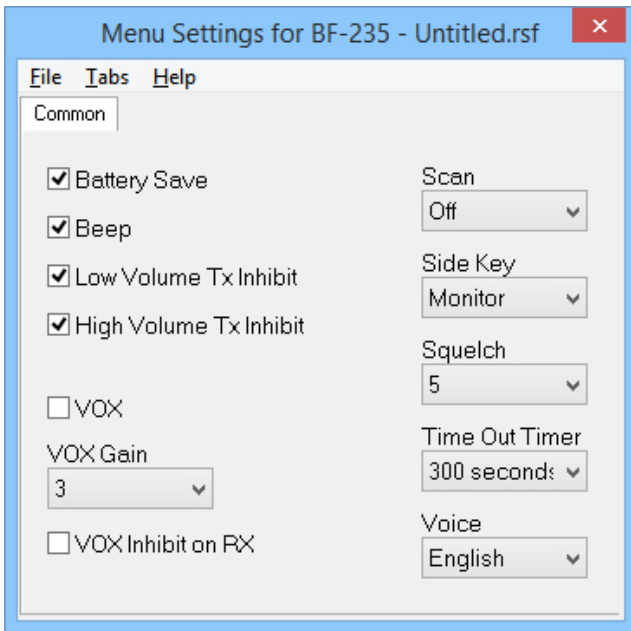 Menu Settings for BF-235 - Untitled.rsf
File Tabs Help
Common
Battery Save
Beep
Low Volume Tx Inhibit
High Volume Tx Inhibit
VOX
VOX Gain
3
VOX Inhibit on RX
Scan
Off
Side Key
Monitor
Squelch
5
Time Out Timer
300 seconds
Voice
English